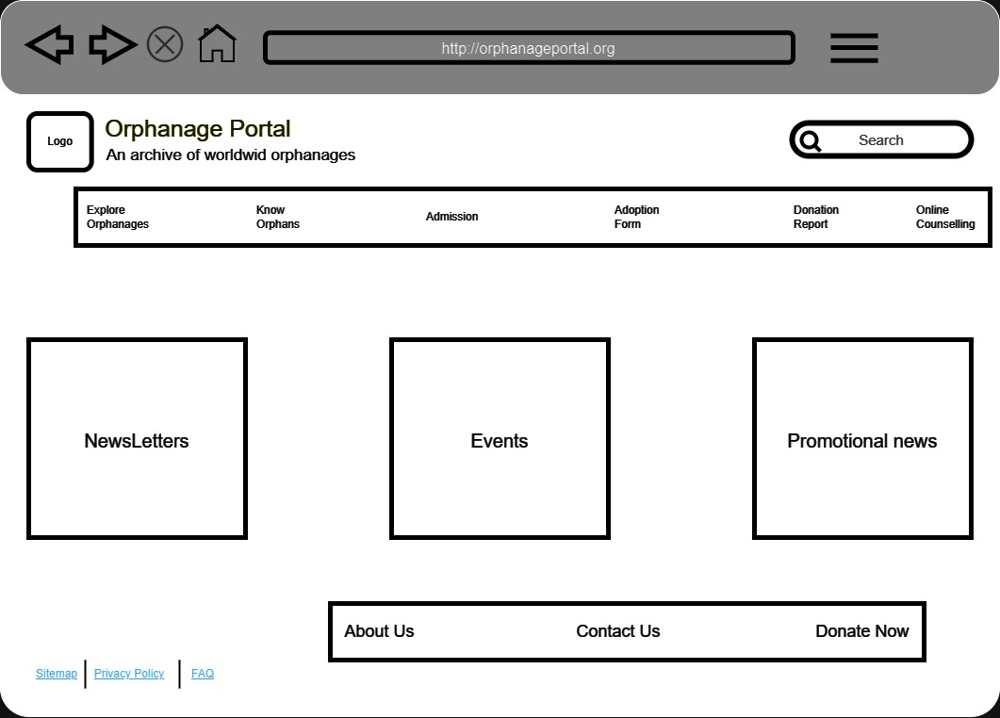 http://orphanageportal.org
Logo
Orphanage Portal
An archive of worldwid orphanages
Search
Explore
Orphanages
Know
Orphans
Admission
Adoption
Form
Donation
Report
Online
Counselling
NewsLetters
Events
Promotional news
About Us
Contact Us
Donate Now
Sitemap
Privacy Policy
FAQ